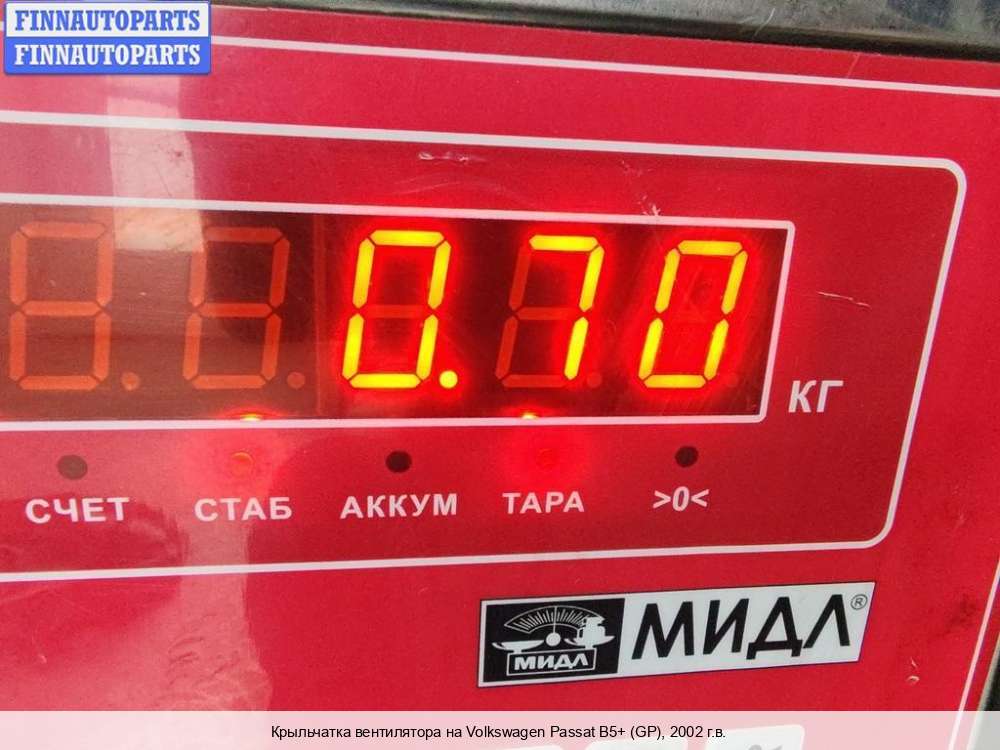 FINNAUTOPARTS
FINNAUTOPARTS
0.70
КГ
СЧЕТ СТАБ АККУМ ТАРА >0<
МИДЛ МИДЛ®
Крыльчатка вентилятора на Volkswagen Passat B5+ (GP), 2002 г.в.